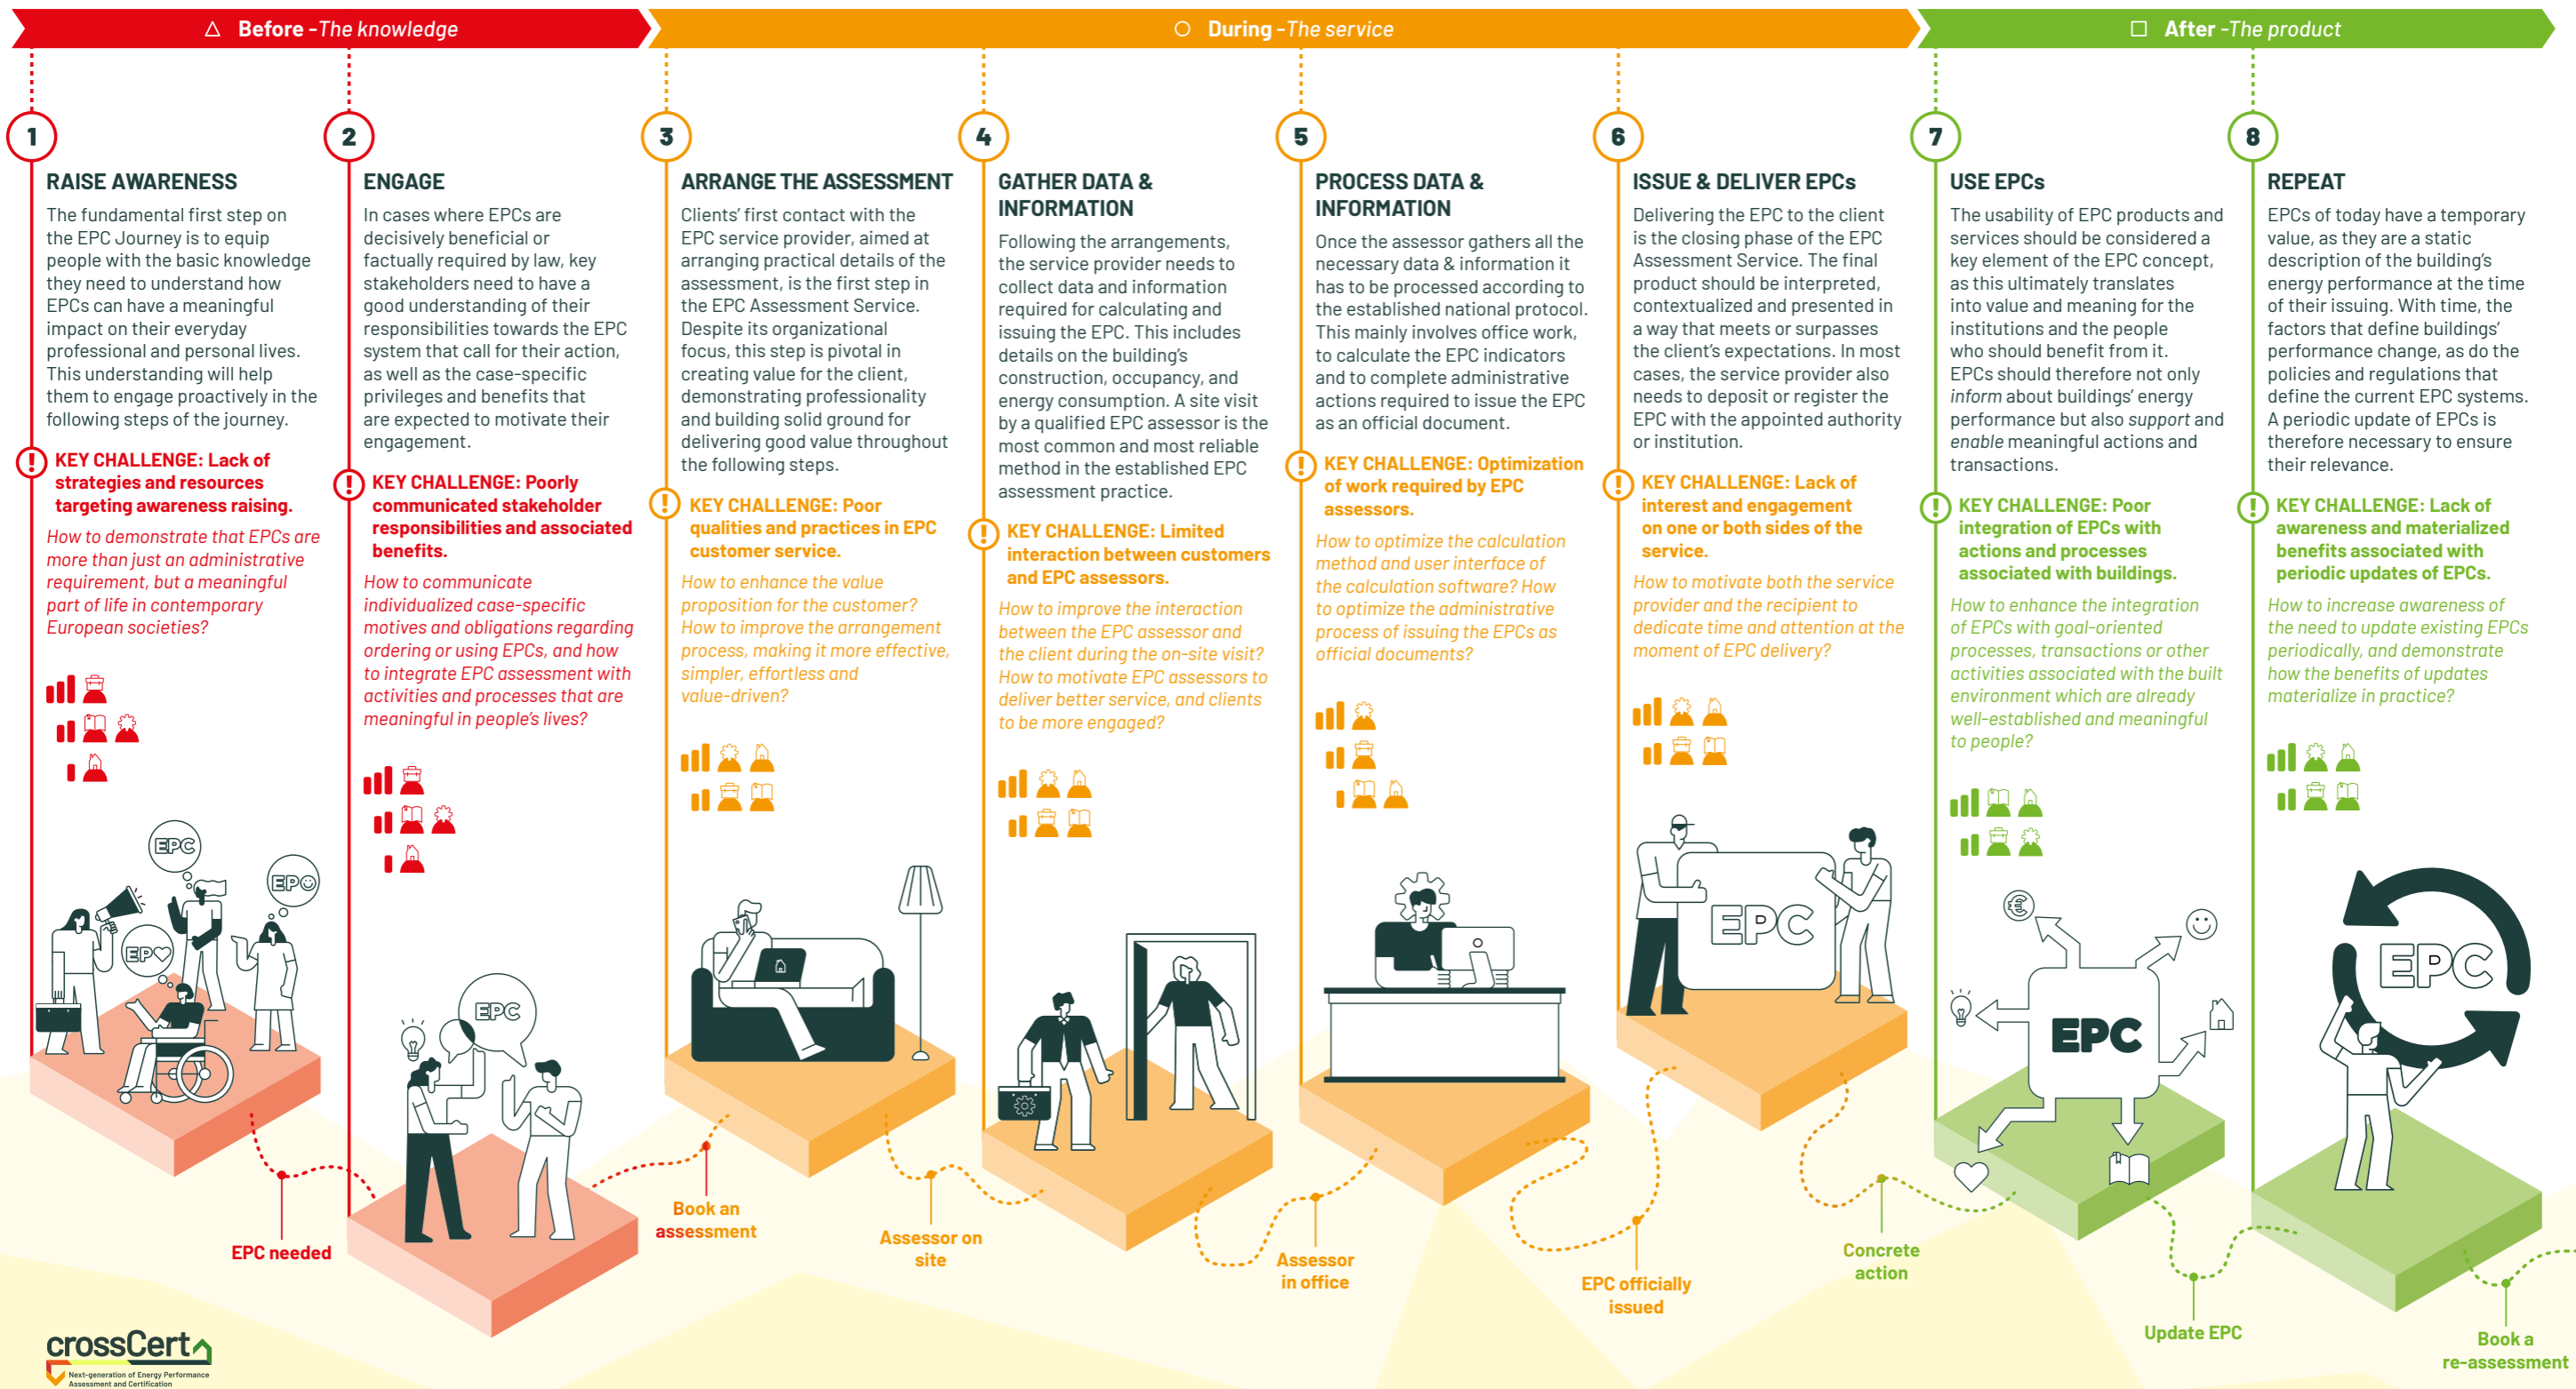 Before -The knowledge
During -The service
After -The product
1
RAISE AWARENESS
The fundamental first step on
the EPC Journey is to equip
people with the basic knowledge
they need to understand how
EPCs can have a meaningful
impact on their everyday
professional and personal lives.
This understanding will help
them to engage proactively in the
following steps of the journey.
KEY CHALLENGE: Lack of
strategies and resources
targeting awareness raising.
How to demonstrate that EPCs are
more than just an administrative
requirement, but a meaningful
part of life in contemporary
European societies?
EPC
EP
EP
EPC needed
2
ENGAGE
In cases where EPCs are
decisively beneficial or
factually required by law, key
stakeholders need to have a
good understanding of their
responsibilities towards the EPC
system that call for their action,
as well as the case-specific
privileges and benefits that
are expected to motivate their
engagement.
KEY CHALLENGE: Poorly
communicated stakeholder
responsibilities and associated
benefits.
How to communicate
individualized case-specific
motives and obligations regarding
ordering or using EPCs, and how
to integrate EPC assessment with
activities and processes that are
meaningful in people's lives?
EPC
Book an
assessment
3
ARRANGE THE ASSESSMENT
Clients' first contact with the
EPC service provider, aimed at
arranging practical details of the
assessment, is the first step in
the EPC Assessment Service.
Despite its organizational
focus, this step is pivotal in
creating value for the client,
demonstrating professionality
and building solid ground for
delivering good value throughout
the following steps.
KEY CHALLENGE: Poor
qualities and practices in EPC
customer service.
How to enhance the value
proposition for the customer?
How to improve the arrangement
process, making it more effective,
simpler, effortless and
value-driven?
Assessor on
site
4
GATHER DATA &
INFORMATION
Following the arrangements,
the service provider needs to
collect data and information
required for calculating and
issuing the EPC. This includes
details on the building's
construction, occupancy, and
energy consumption. A site visit
by a qualified EPC assessor is the
most common and most reliable
method in the established EPC
assessment practice.
KEY CHALLENGE: Limited
interaction between customers
and EPC assessors.
How to improve the interaction
between the EPC assessor and
the client during the on-site visit?
How to motivate EPC assessors to
deliver better service, and clients
to be more engaged?
Assessor
in office
5
PROCESS DATA &
INFORMATION
Once the assessor gathers all the
necessary data & information it
has to be processed according to
the established national protocol.
This mainly involves office work,
to calculate the EPC indicators
and to complete administrative
actions required to issue the EPC
as an official document.
KEY CHALLENGE: Optimization
of work required by EPC
assessors.
How to optimize the calculation
method and user interface of
the calculation software? How
to optimize the administrative
process of issuing the EPCs as
official documents?
EPC officially
issued
6
ISSUE & DELIVER EPCs
Delivering the EPC to the client
is the closing phase of the EPC
Assessment Service. The final
product should be interpreted,
contextualized and presented in
a way that meets or surpasses
the client's expectations. In most
cases, the service provider also
needs to deposit or register the
EPC with the appointed authority
or institution.
KEY CHALLENGE: Lack of
interest and engagement
on one or both sides of the
service.
How to motivate both the service
provider and the recipient to
dedicate time and attention at the
moment of EPC delivery?
EPC
Concrete
action
7
USE EPCs
The usability of EPC products and
services should be considered a
key element of the EPC concept,
as this ultimately translates
into value and meaning for the
institutions and the people
who should benefit from it.
EPCs should therefore not only
inform about buildings' energy
performance but also support and
enable meaningful actions and
transactions.
KEY CHALLENGE: Poor
integration of EPCs with
actions and processes
associated with buildings.
How to enhance the integration
of EPCs with goal-oriented
processes, transactions or other
activities associated with the built
environment which are already
well-established and meaningful
to people?
€
EPC
Update EPC
8
REPEAT
EPCs of today have a temporary
value, as they are a static
description of the building's
energy performance at the time
of their issuing. With time, the
factors that define buildings'
performance change, as do the
policies and regulations that
define the current EPC systems.
A periodic update of EPCs is
therefore necessary to ensure
their relevance.
KEY CHALLENGE: Lack of
awareness and materialized
benefits associated with
periodic updates of EPCs.
How to increase awareness of
the need to update existing EPCs
periodically, and demonstrate
how the benefits of updates
materialize in practice?
EPC
Book a
re-assessment
crossCert
Next-generation of Energy Performance
Assessment and Certification